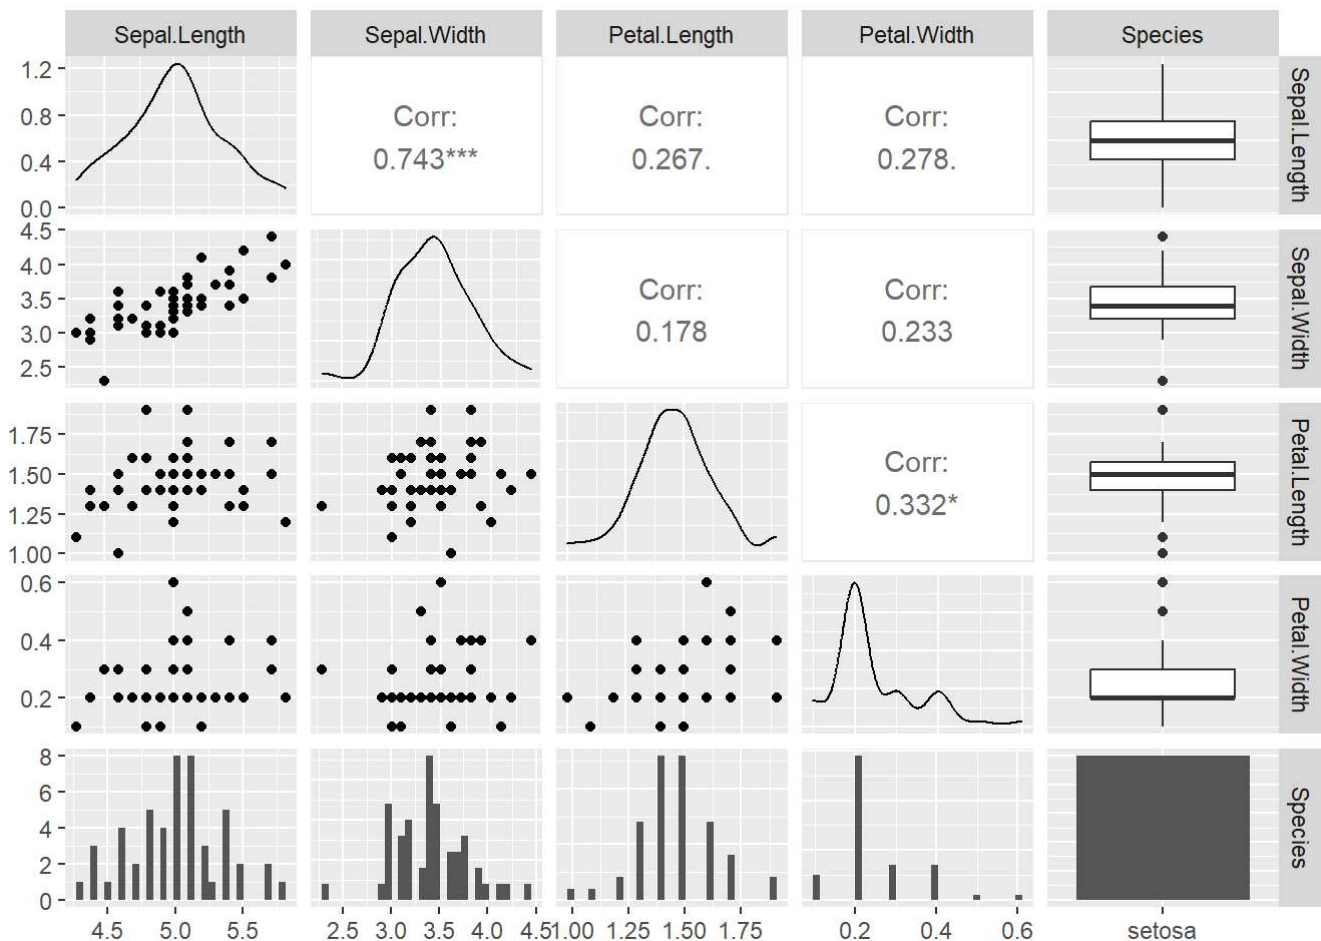 Sepal.Length Sepal.Width Petal.Length Petal.Width Species
1.2
0.8
0.4
0.0
Corr:
0.743***
Corr:
0.267.
Corr:
0.278.
Sepal.Length
4.5
4.0
3.5
3.0
2.5
Corr:
0.178
Corr:
0.233
Sepal.Width
1.75
1.50
1.25
1.00
Corr:
0.332*
Petal.Length
0.6
0.4
0.2
Petal.Width
8
6
4
2
0
Species
4.5 5.0 5.5 2.5 3.0 3.5 4.0 4.5 1.00 1.25 1.50 1.75 0.2 0.4 0.6 setosa